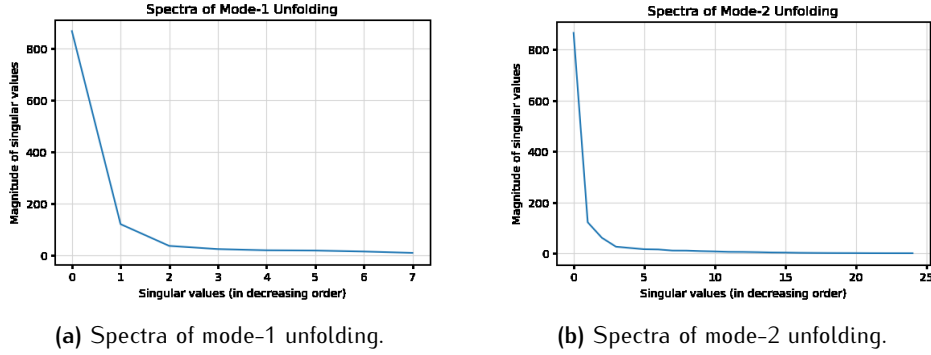 Spectra of Mode-1 Unfolding
800
600
400
200
0
Magnitude of singular values
0 1 2 3 4 5 6 7
Singular values (in decreasing order)
(a) Spectra of mode-1 unfolding.
Spectra of Mode-2 Unfolding
800
600
400
200
0
Magnitude of singular values
0 5 10 15 20 25
Singular values (in decreasing order)
(b) Spectra of mode-2 unfolding.